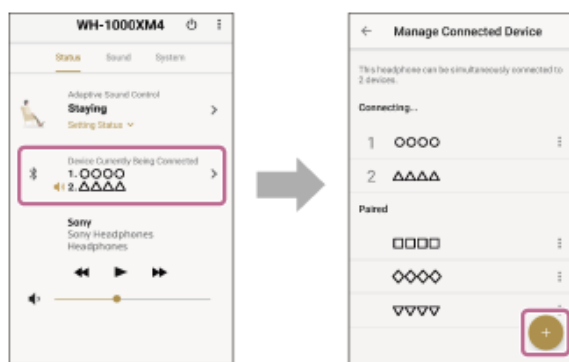 WH-1000XM4
Status Sound System
Adaptive Sound Control
Staying
Setting Status
Device Currently Being Connected
1.○○○○
2.△△△△
Sony
Sony Headphones
Headphones
Manage Connected Device
This headphone can be simultaneously connected to
2 devices.
Connecting...
1 ○○○○
2 △△△△
Paired
□□□□
◇◇◇◇
▽▽▽▽
+